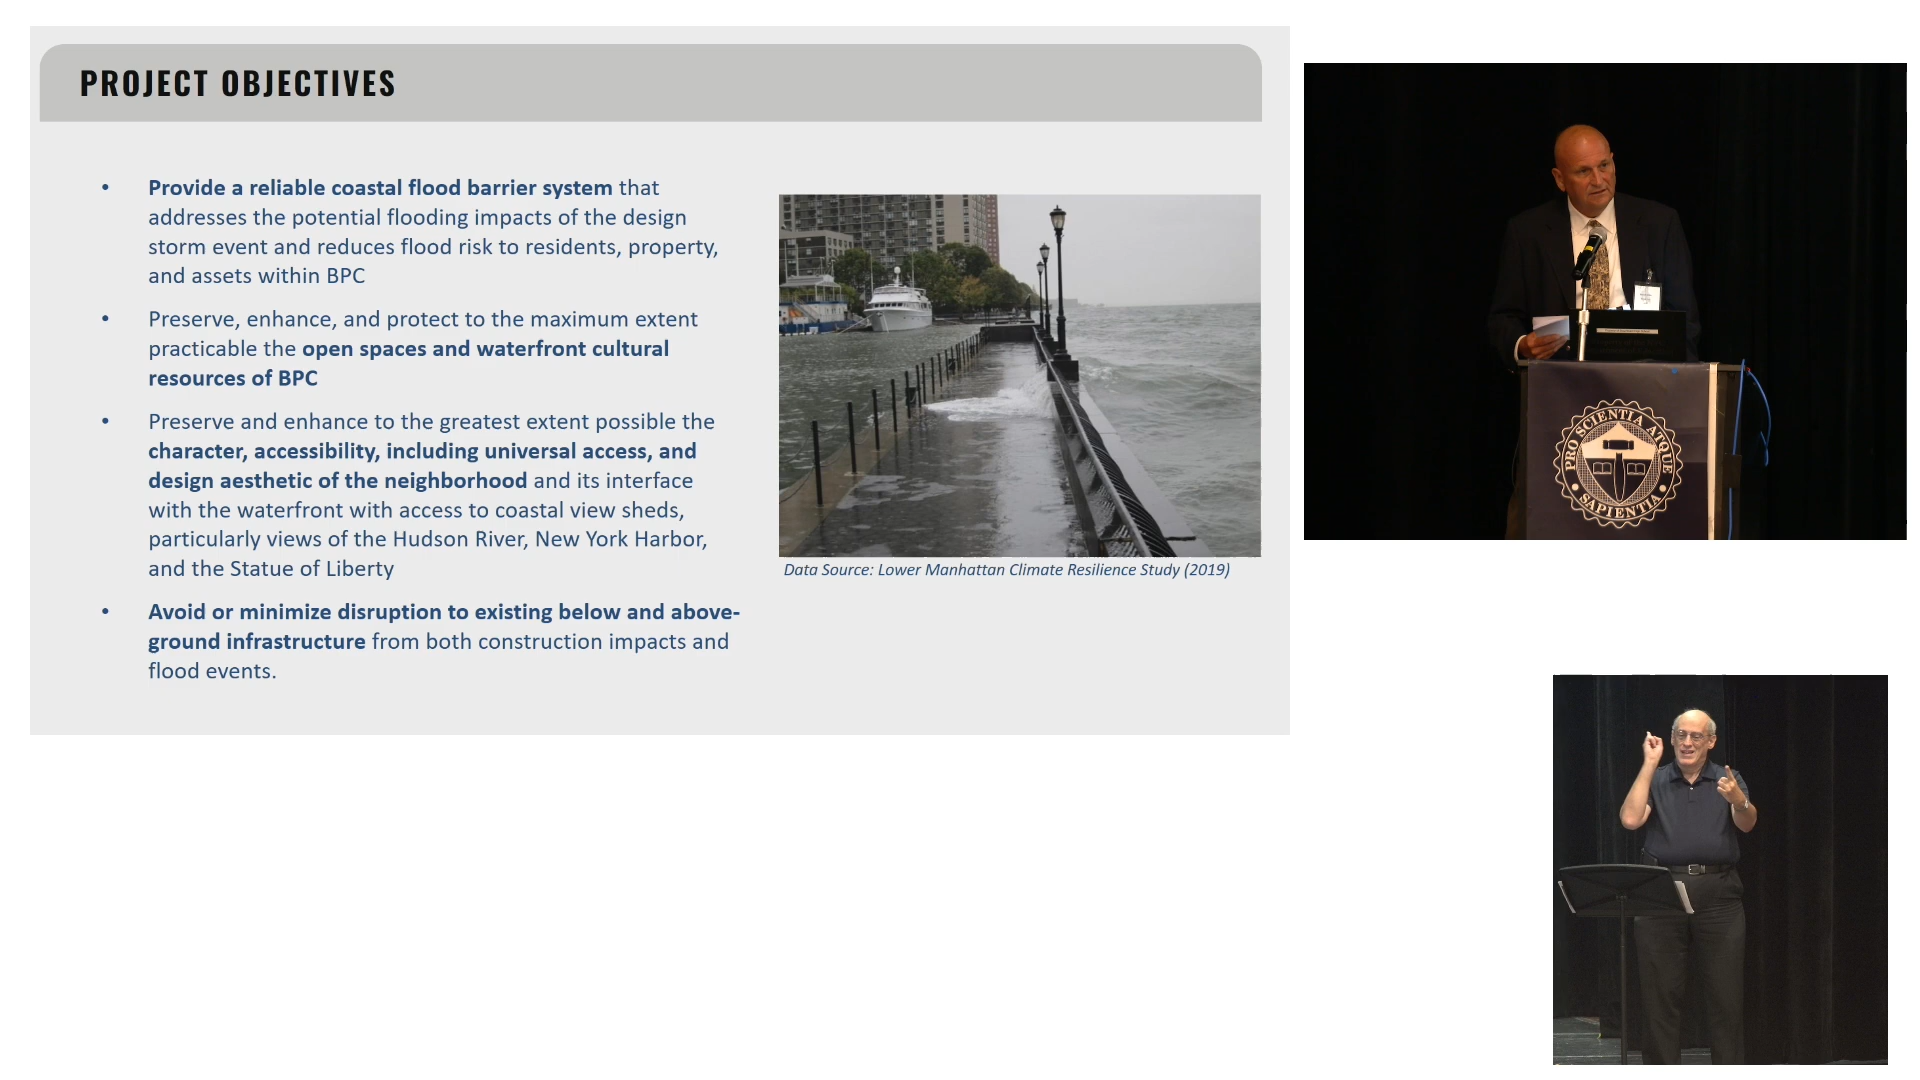 PROJECT OBJECTIVES
• Provide a reliable coastal flood barrier system that
addresses the potential flooding impacts of the design
storm event and reduces flood risk to residents, property,
and assets within BPC
• Preserve, enhance, and protect to the maximum extent
practicable the open spaces and waterfront cultural
resources of BPC
• Preserve and enhance to the greatest extent possible the
character, accessibility, including universal access, and
design aesthetic of the neighborhood and its interface
with the waterfront with access to coastal view sheds,
particularly views of the Hudson River, New York Harbor,
and the Statue of Liberty
• Avoid or minimize disruption to existing below and above-
ground infrastructure from both construction impacts and
flood events.
Data Source: Lower Manhattan Climate Resilience Study (2019)
PRO SCIENTIA ATQUE
SAPIENTIA